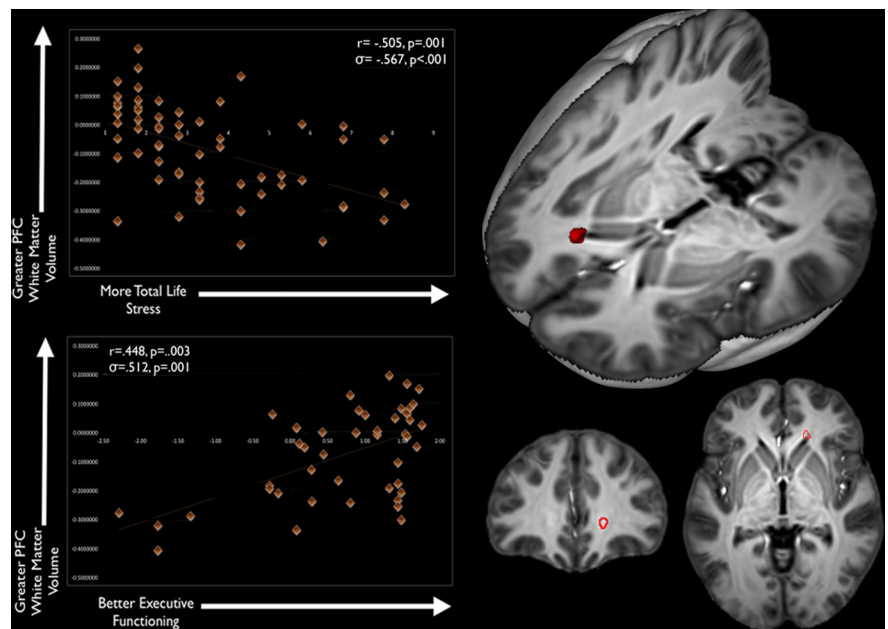 Greater PFC
White Matter
Volume
0.3000000
0.2000000
0.1000000
0.0000000
-0.1000000
-0.2000000
-0.3000000
-0.4000000
-0.5000000
1 2 3 4 5 6 7 8 9
r= -.505, p=.001
σ= -.567, p<.001
More Total Life
Stress
Greater PFC
White Matter
Volume
0.3000000
0.2000000
0.1000000
0.0000000
-0.1000000
-0.2000000
-0.3000000
-0.4000000
-0.5000000
r=.448, p=..003
σ=.512, p=.001
-2.50 -2.00 -1.50 -1.00 -0.50 0.00 0.50 1.00 1.50 2.00
Better Executive
Functioning